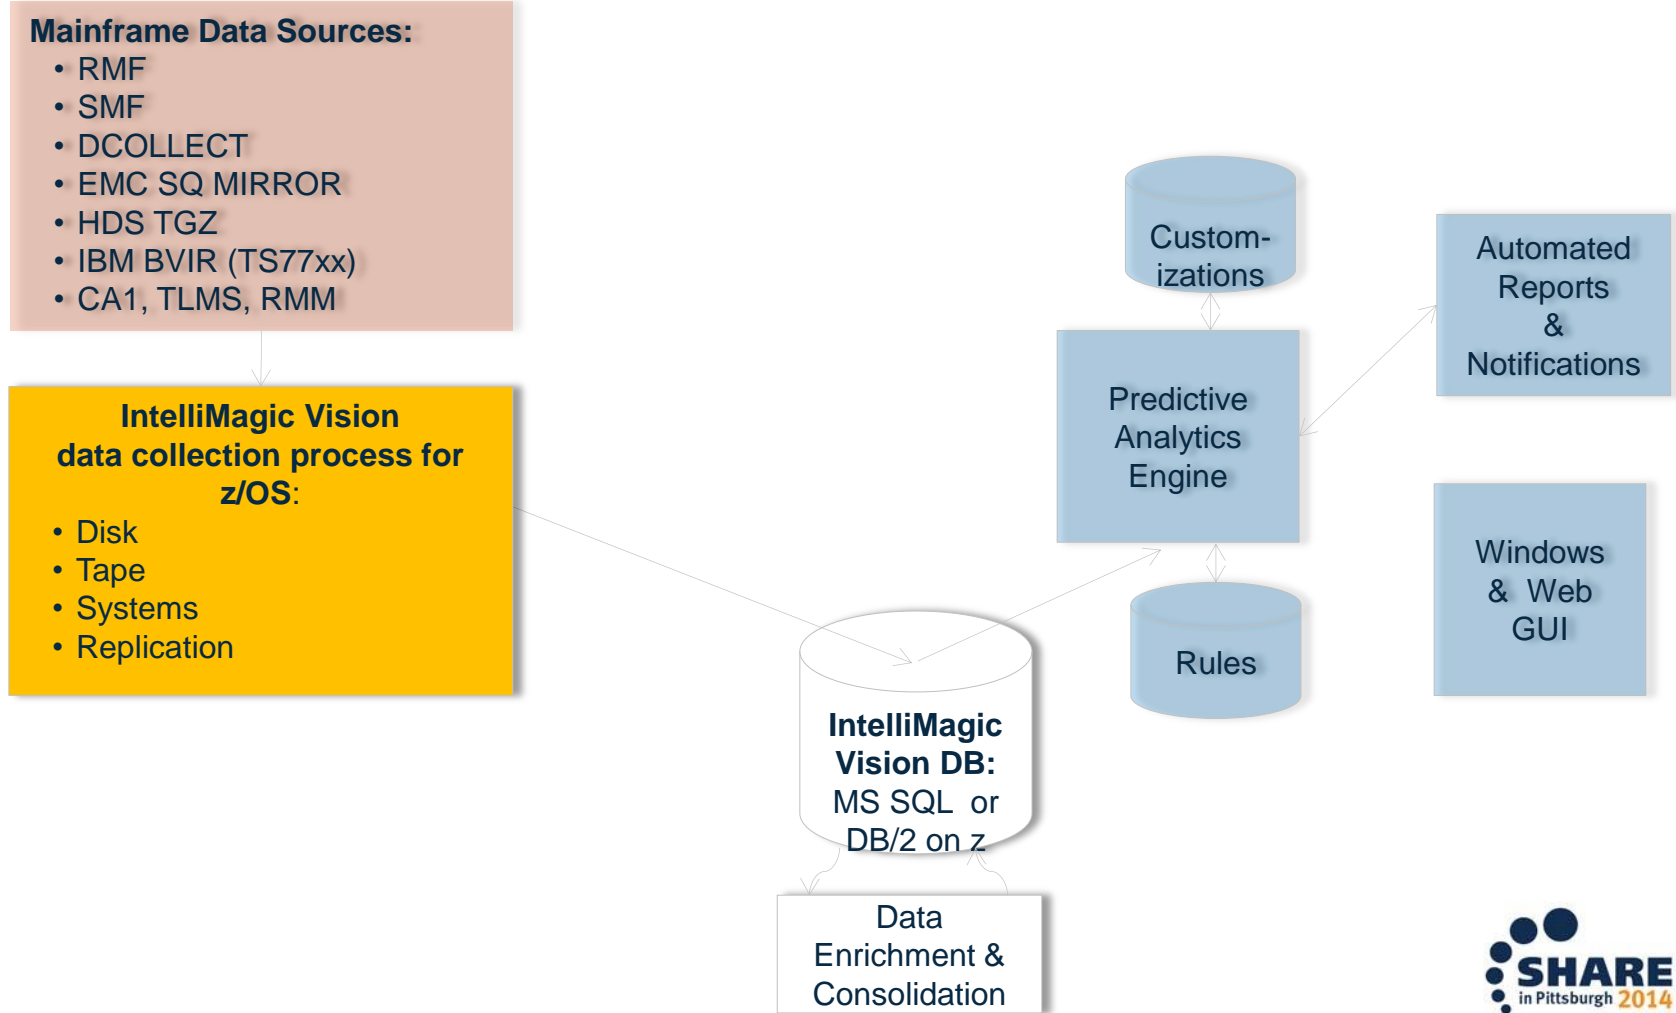 Mainframe Data Sources:
• RMF
• SMF
• DCOLLECT
• EMC SQ MIRROR
• HDS TGZ
• IBM BVIR (TS77xx)
• CA1, TLMS, RMM
IntelliMagic Vision
data collection process for
z/OS:
• Disk
• Tape
• Systems
• Replication
IntelliMagic
Vision DB:
MS SQL or
DB/2 on z
Data
Enrichment &
Consolidation
Custom-
izations
Predictive
Analytics
Engine
Rules
Automated
Reports
&
Notifications
Windows
& Web
GUI
SHARE
in Pittsburgh 2014